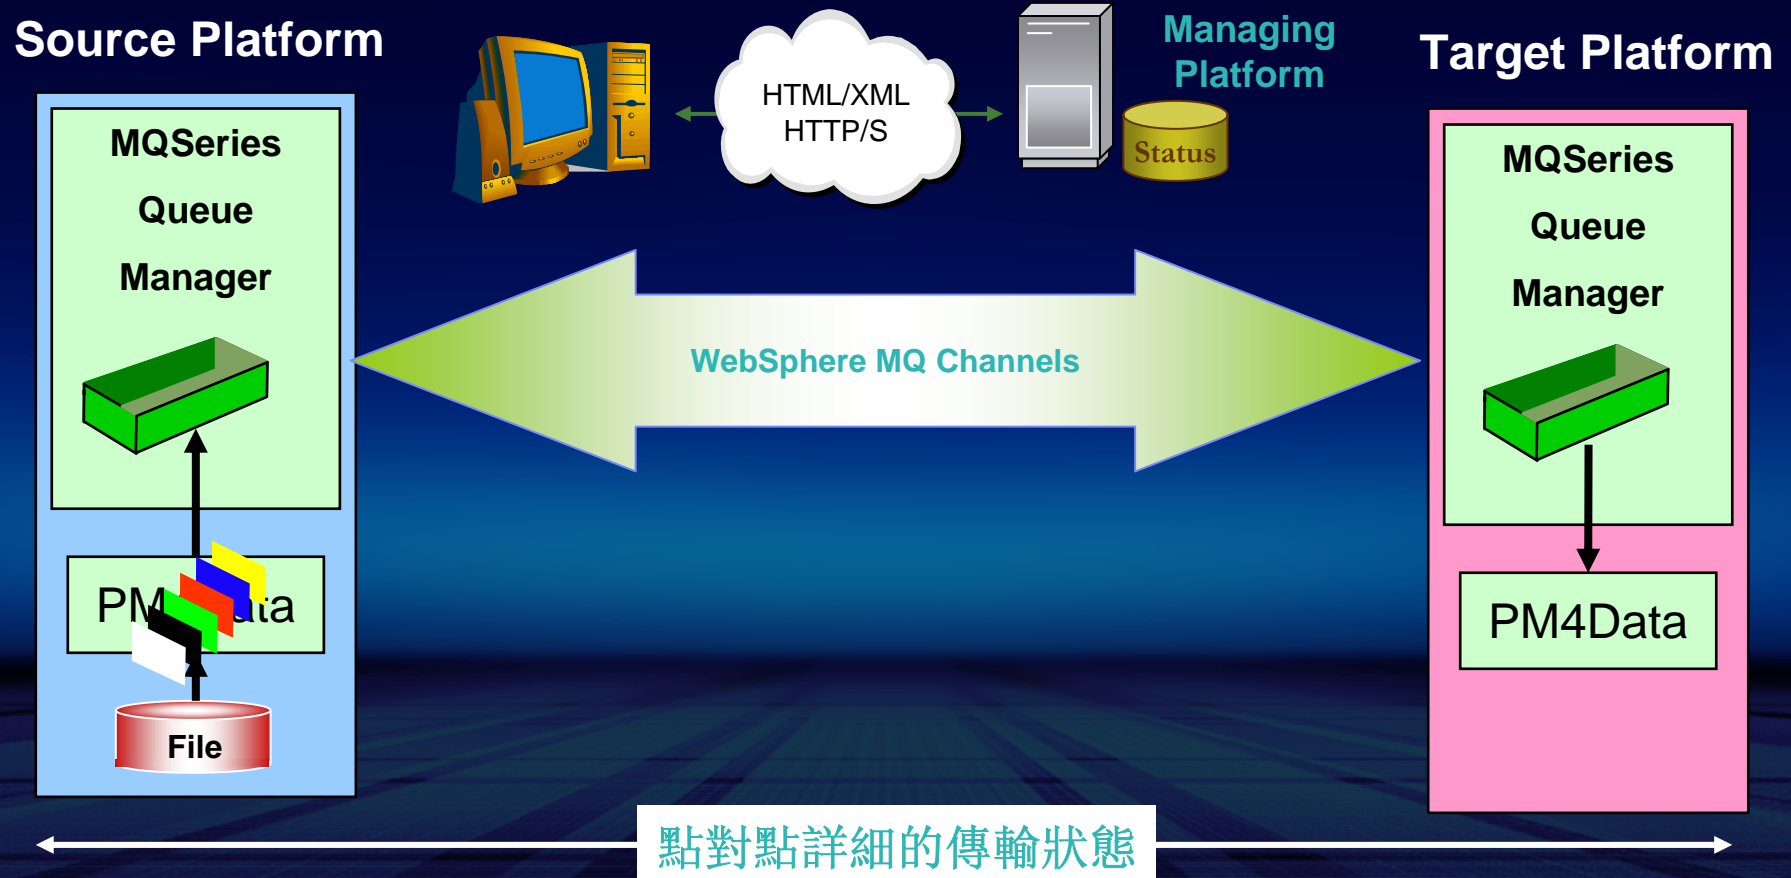 Source Platform
MQSeries
Queue
Manager
File
HTML/XML
HTTP/S
Managing
Platform
Status
WebSphere MQ Channels
Target Platform
MQSeries
Queue
Manager
PM4Data
點對點詳細的傳輸狀態